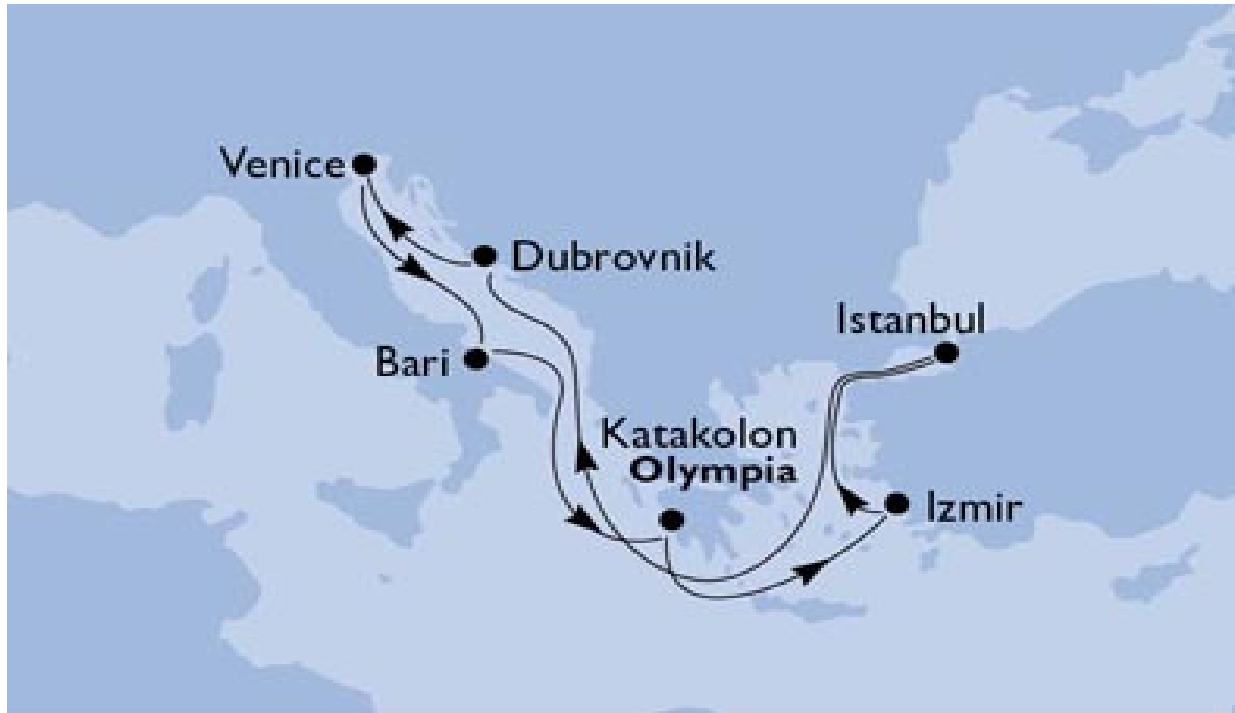 Venice
Dubrovnik
Istanbul
Bari
Katakolon
Olympia
Izmir